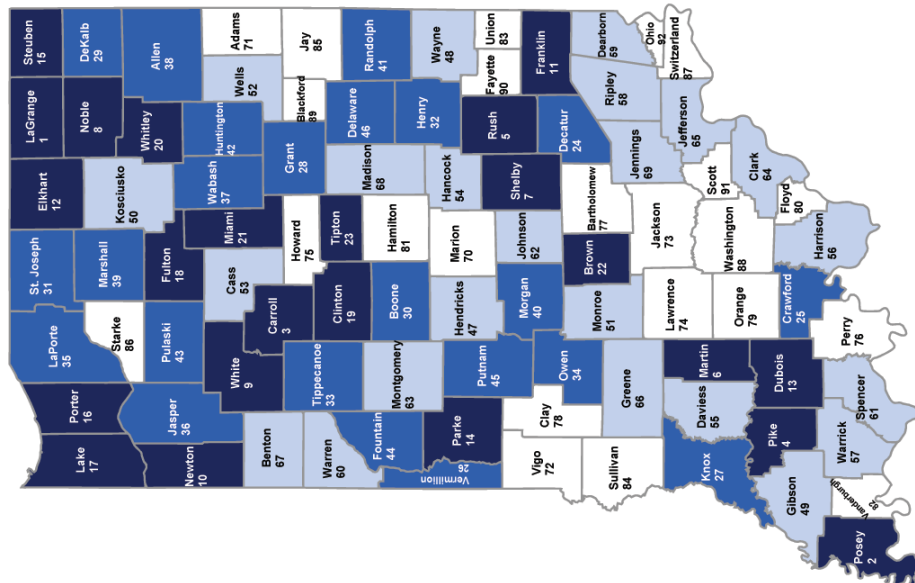 Steuben
15
DeKalb
29
Allen
38
Adams
71
Jay
85
Randolph
41
Wayne
48
Union
83
Franklin
11
Dearborn
59
Ohio
92
Switzerland
87
LaGrange
1
Noble
8
Whitley
20
Huntington
42
Wells
52
Blackford
89
Delaware
46
Henry
32
Fayette
90
Rush
5
Decatur
24
Ripley
58
Jefferson
65
Elkhart
12
Kosciusko
50
Wabash
37
Grant
28
Madison
68
Hancock
54
Shelby
7
Bartholomew
77
Jennings
69
Scott
91
Clark
64
St. Joseph
31
Marshall
39
Fulton
18
Miami
21
Cass
53
Howard
75
Tipton
23
Hamilton
81
Marion
70
Johnson
62
Brown
22
Jackson
73
Washington
88
Floyd
80
Harrison
56
LaPorte
35
Starke
86
Pulaski
43
White
9
Carroll
3
Clinton
19
Boone
30
Hendricks
47
Morgan
40
Monroe
51
Lawrence
74
Orange
79
Crawford
25
Porter
16
Jasper
36
Tippecanoe
33
Montgomery
63
Putnam
45
Owen
34
Greene
66
Martin
6
Dubois
13
Perry
76
Lake
17
Newton
10
Benton
67
Warren
60
Fountain
44
Vermillion
26
Parke
14
Clay
78
Vigo
72
Sullivan
84
Daviess
55
Knox
27
Pike
4
Spencer
61
Warrick
57
Gibson
49
Vanderburgh
82
Posey
2